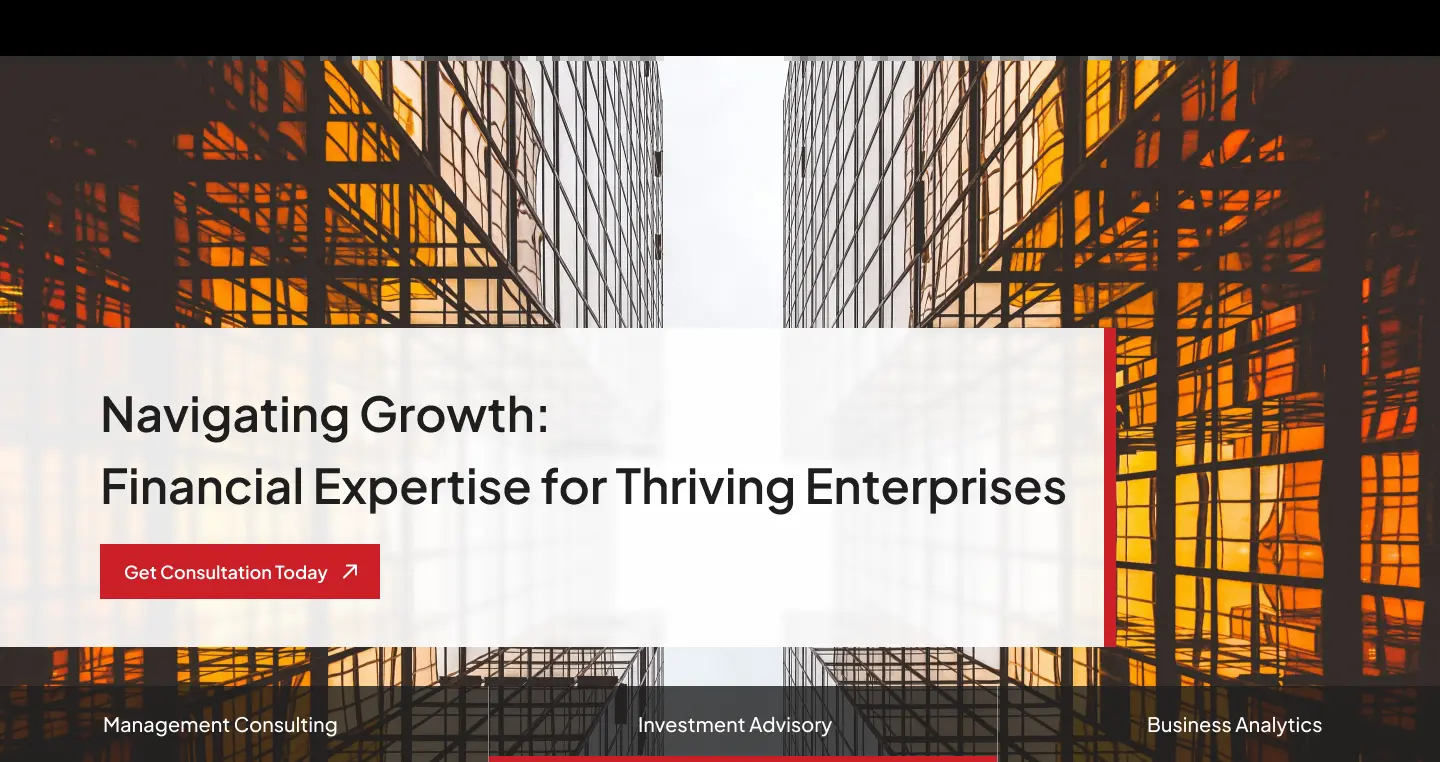 Navigating Growth:
Financial Expertise for Thriving Enterprises
Get Consultation Today
Management Consulting
Investment Advisory
Business Analytics